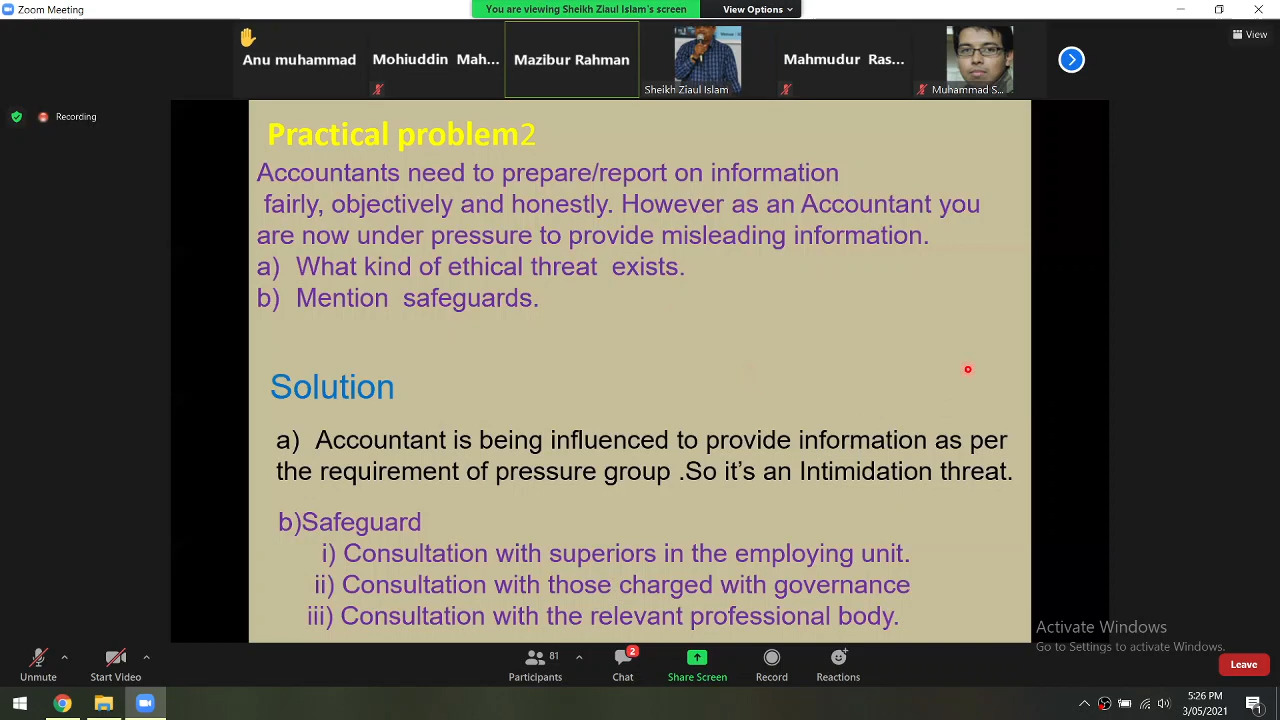 Zoom Meeting
You are viewing Sheikh Ziaul Islam's screen
View Options
View
Anu muhammad
Mohiuddin Mah...
Mazibur Rahman
Sheikh Ziaul Islam
Mahmudur Ras...
Muhammad S...
Recording
Practical problem2
Accountants need to prepare/report on information
fairly, objectively and honestly. However as an Accountant you
are now under pressure to provide misleading information.
a) What kind of ethical threat exists.
b) Mention safeguards.
Solution
a) Accountant is being influenced to provide information as per
the requirement of pressure group .So it's an Intimidation threat.
b)Safeguard
i) Consultation with superiors in the employing unit.
ii) Consultation with those charged with governance
iii) Consultation with the relevant professional body.
Activate Windows
Go to Settings to activate Windows.
Unmute
Start Video
81
Participants
2
Chat
Share Screen
Record
Reactions
Leave
5:26 PM
3/05/2021
1